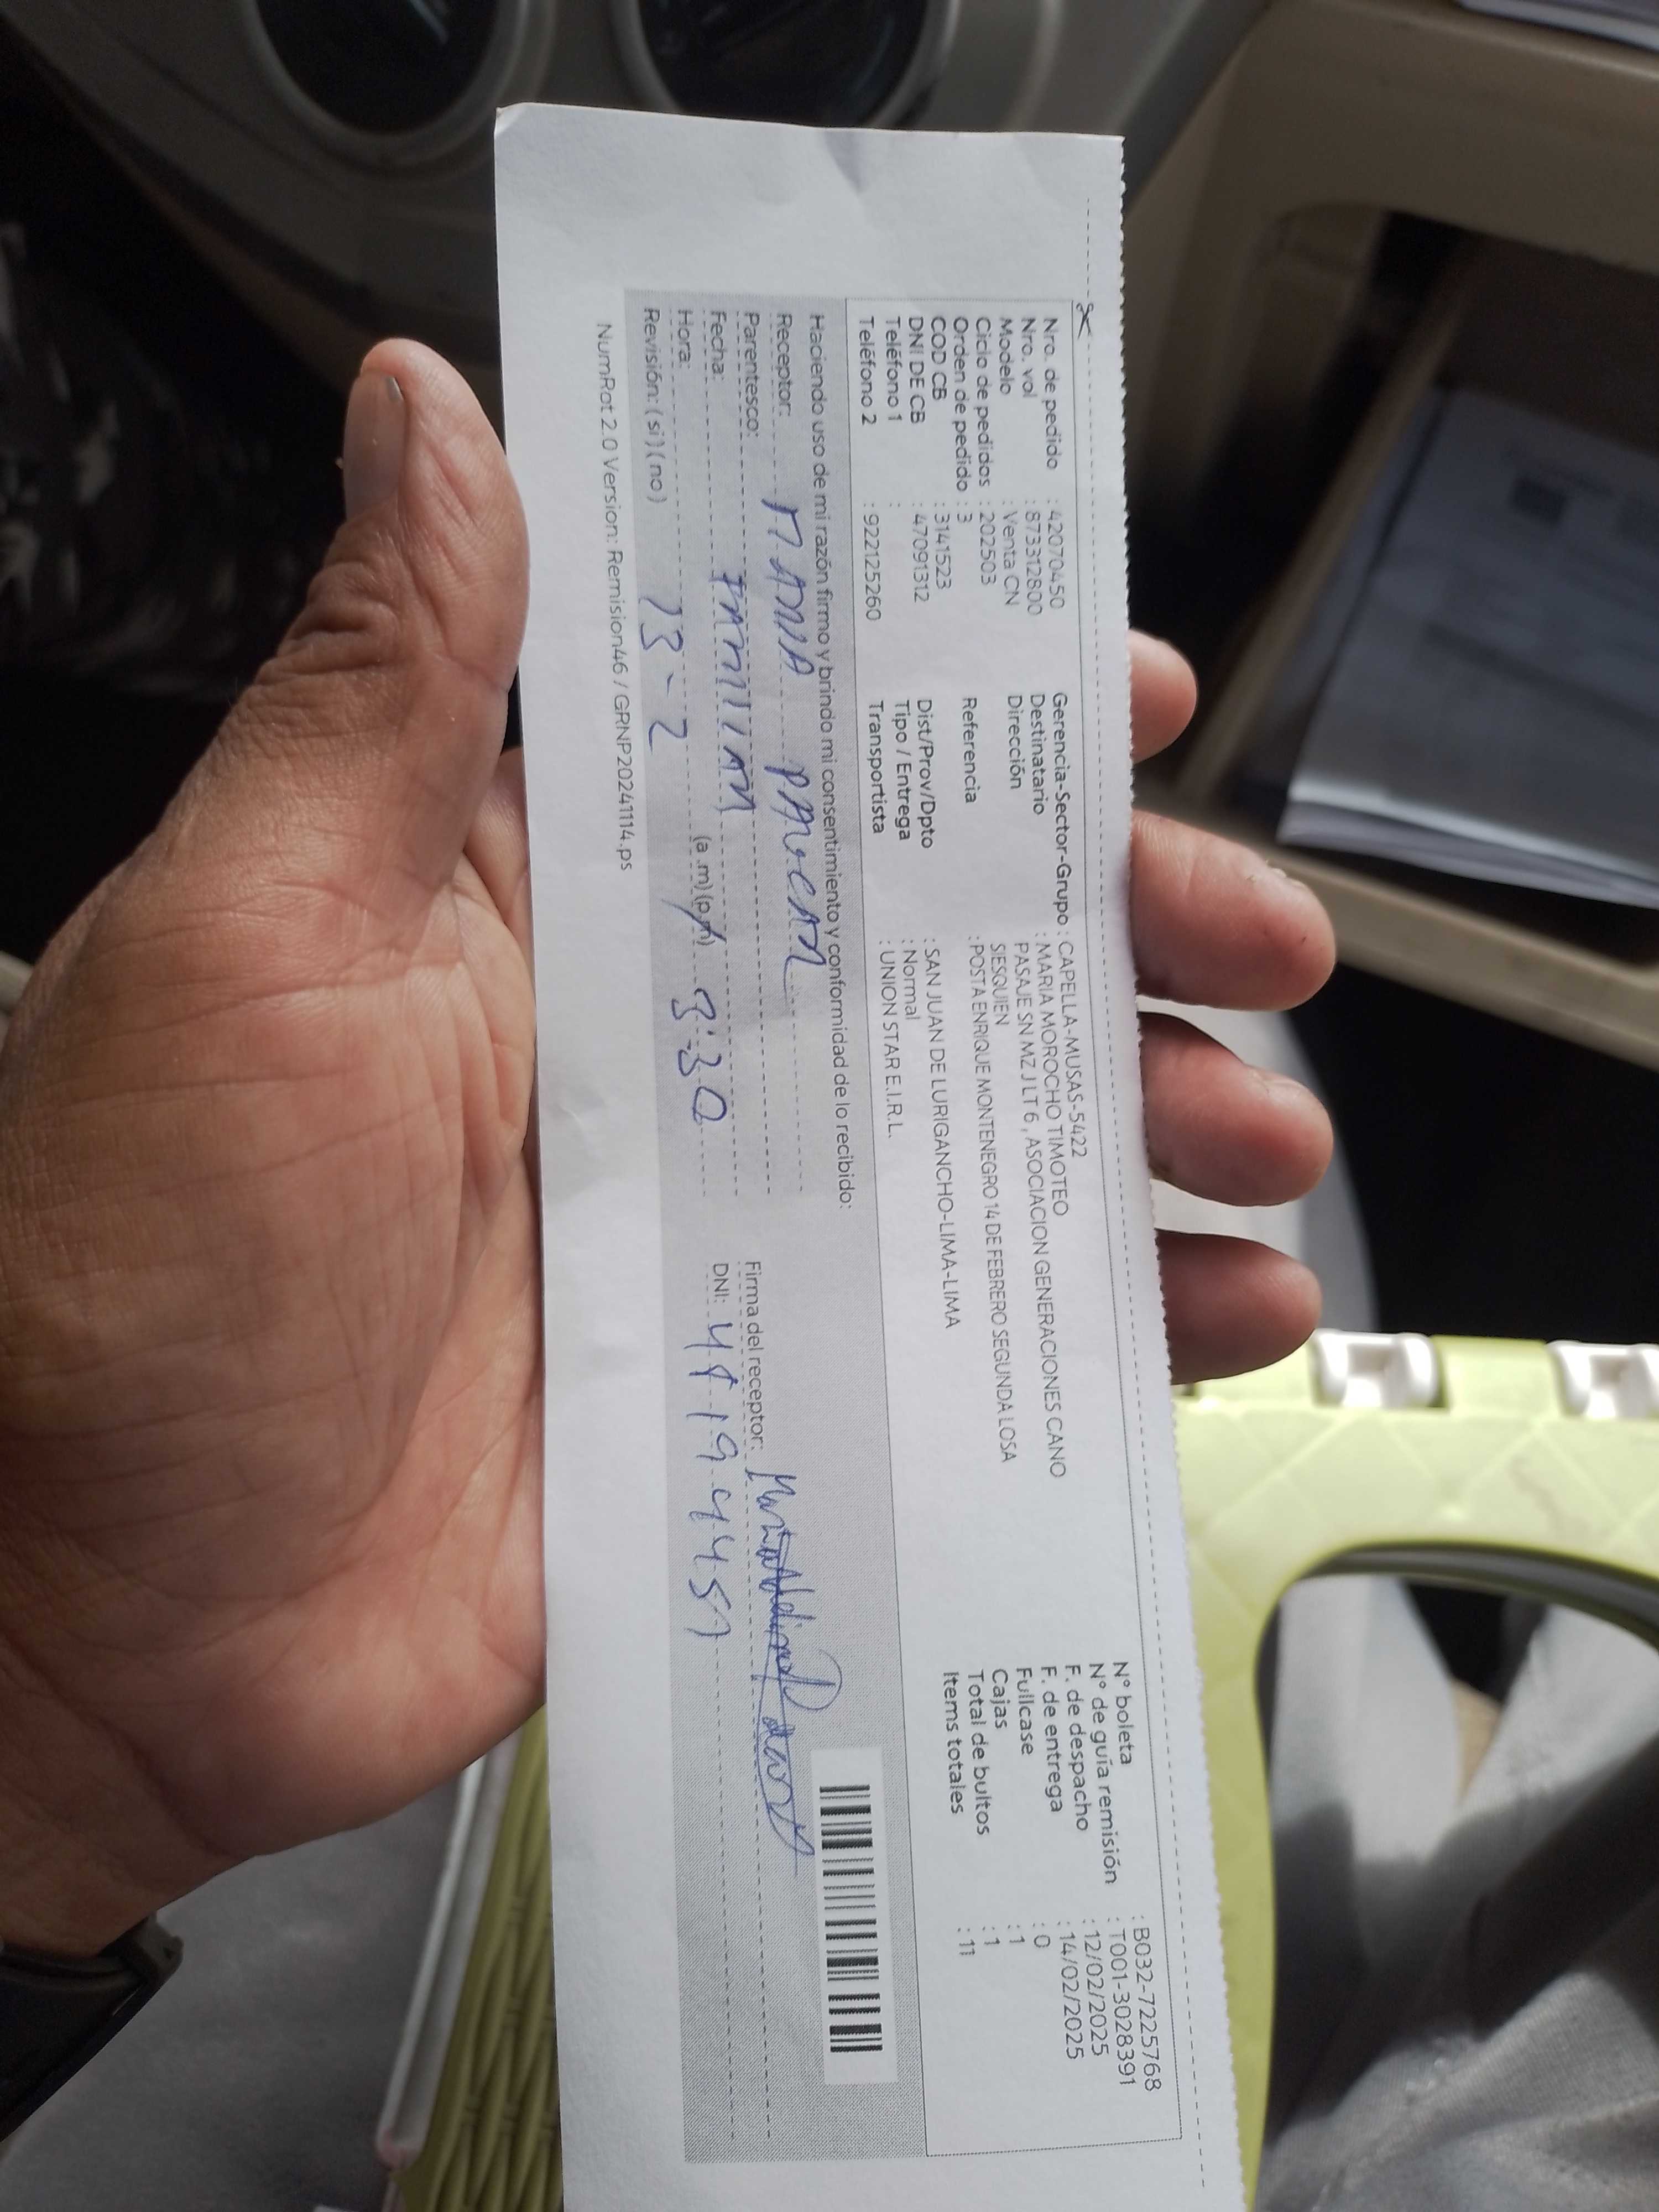 Nro. de pedido : 42070450
Nro. vol : 873312800
Modelo : Venta CN
Ciclo de pedidos : 202503
Orden de pedido : 3
COD CB : 3141523
DNI DE CB : 47091312
Teléfono 1 :
Teléfono 2 : 922125260
Gerencia-Sector-Grupo : CAPELLA-MUSAS-5422
Destinatario : MARIA MOROCHO TIMOTEO
Dirección : PASAJE SN MZ J LT 6 , ASOCIACION GENERACIONES CANO
SIESQUIEN
Referencia : POSTA ENRIQUE MONTENEGRO 14 DE FEBRERO SEGUNDA LOSA
Dist/Prov/Dpto : SAN JUAN DE LURIGANCHO-LIMA-LIMA
Tipo / Entrega : Normal
Transportista : UNION STAR E.I.R.L.
N° boleta : B032-7225768
N° de guía remisión : T001-3028391
F. de despacho : 12/02/2025
F. de entrega : 14/02/2025
Fullcase : 0
Cajas : 1
Total de bultos : 1
Items totales : 11
Haciendo uso de mi razón firmo y brindo mi consentimiento y conformidad de lo recibido:
Receptor: MARIA
Parentesco:
Fecha: 13-2
Hora: (a.m)(p.m) 9:30
Revisión: (si) (no)
Firma del receptor:
DNI:
NumRot 2.0 Version: Remision46 / GRNP20241114.ps